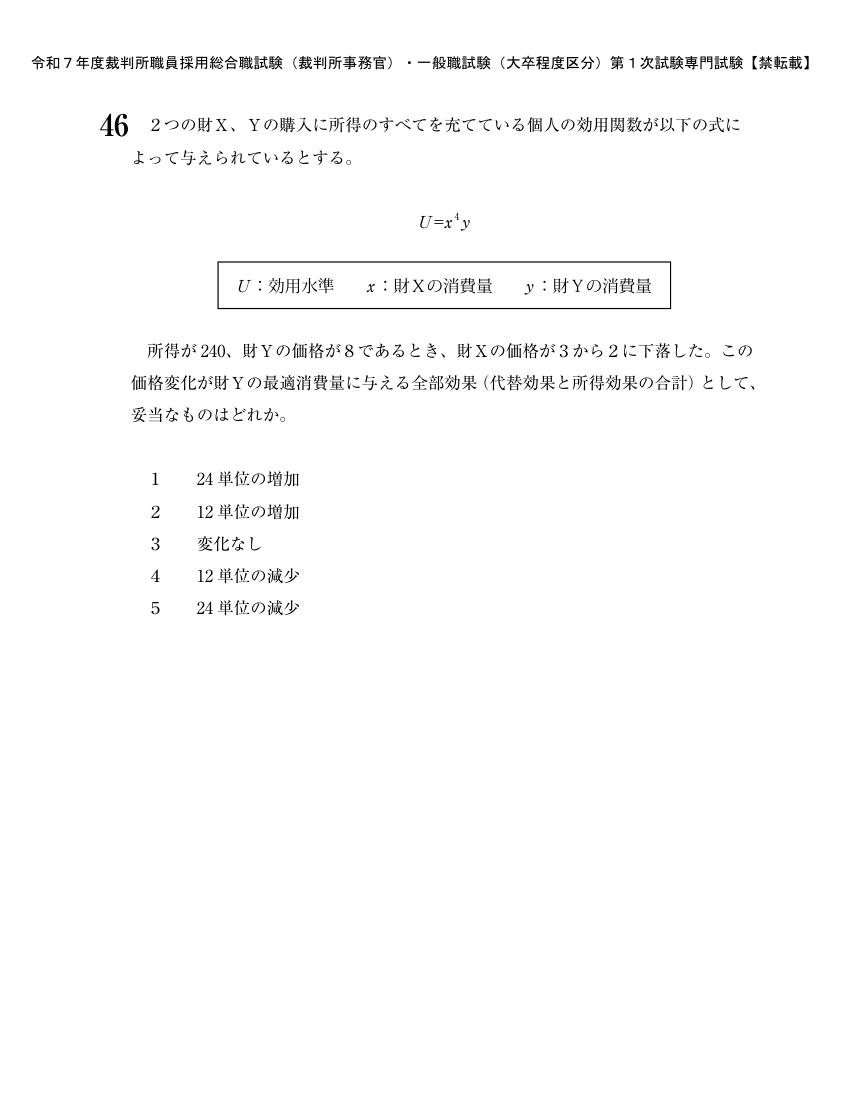 令和７年度裁判所職員採用総合職試験（裁判所事務官）・一般職試験（大卒程度区分）第１次試験専門試験【禁転載】
46　２つの財Ｘ、Ｙの購入に所得のすべてを充てている個人の効用関数が以下の式に
よって与えられているとする。
U=x⁴y
U：効用水準　　x：財Ｘの消費量　　y：財Ｙの消費量
所得が 240、財Ｙの価格が８であるとき、財Ｘの価格が３から２に下落した。この
価格変化が財Ｙの最適消費量に与える全部効果（代替効果と所得効果の合計）として、
妥当なものはどれか。
１　24 単位の増加
２　12 単位の増加
３　変化なし
４　12 単位の減少
５　24 単位の減少